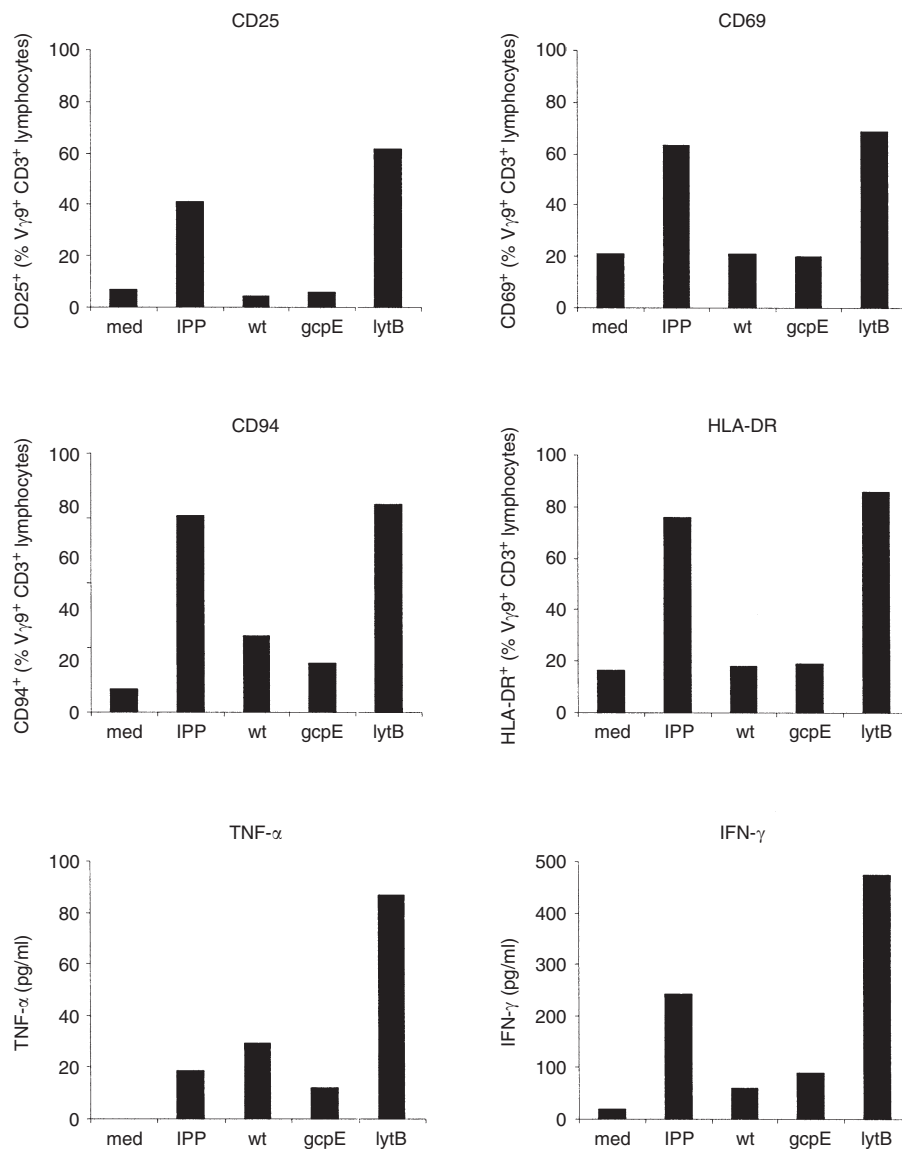 CD25
CD25⁺ (% Vγ9⁺ CD3⁺ lymphocytes)
100
80
60
40
20
0
med IPP wt gcpE lytB
CD69
CD69⁺ (% Vγ9⁺ CD3⁺ lymphocytes)
100
80
60
40
20
0
med IPP wt gcpE lytB
CD94
CD94⁺ (% Vγ9⁺ CD3⁺ lymphocytes)
100
80
60
40
20
0
med IPP wt gcpE lytB
HLA-DR
HLA-DR⁺ (% Vγ9⁺ CD3⁺ lymphocytes)
100
80
60
40
20
0
med IPP wt gcpE lytB
TNF-α
TNF-α (pg/ml)
100
80
60
40
20
0
med IPP wt gcpE lytB
IFN-γ
IFN-γ (pg/ml)
500
400
300
200
100
0
med IPP wt gcpE lytB